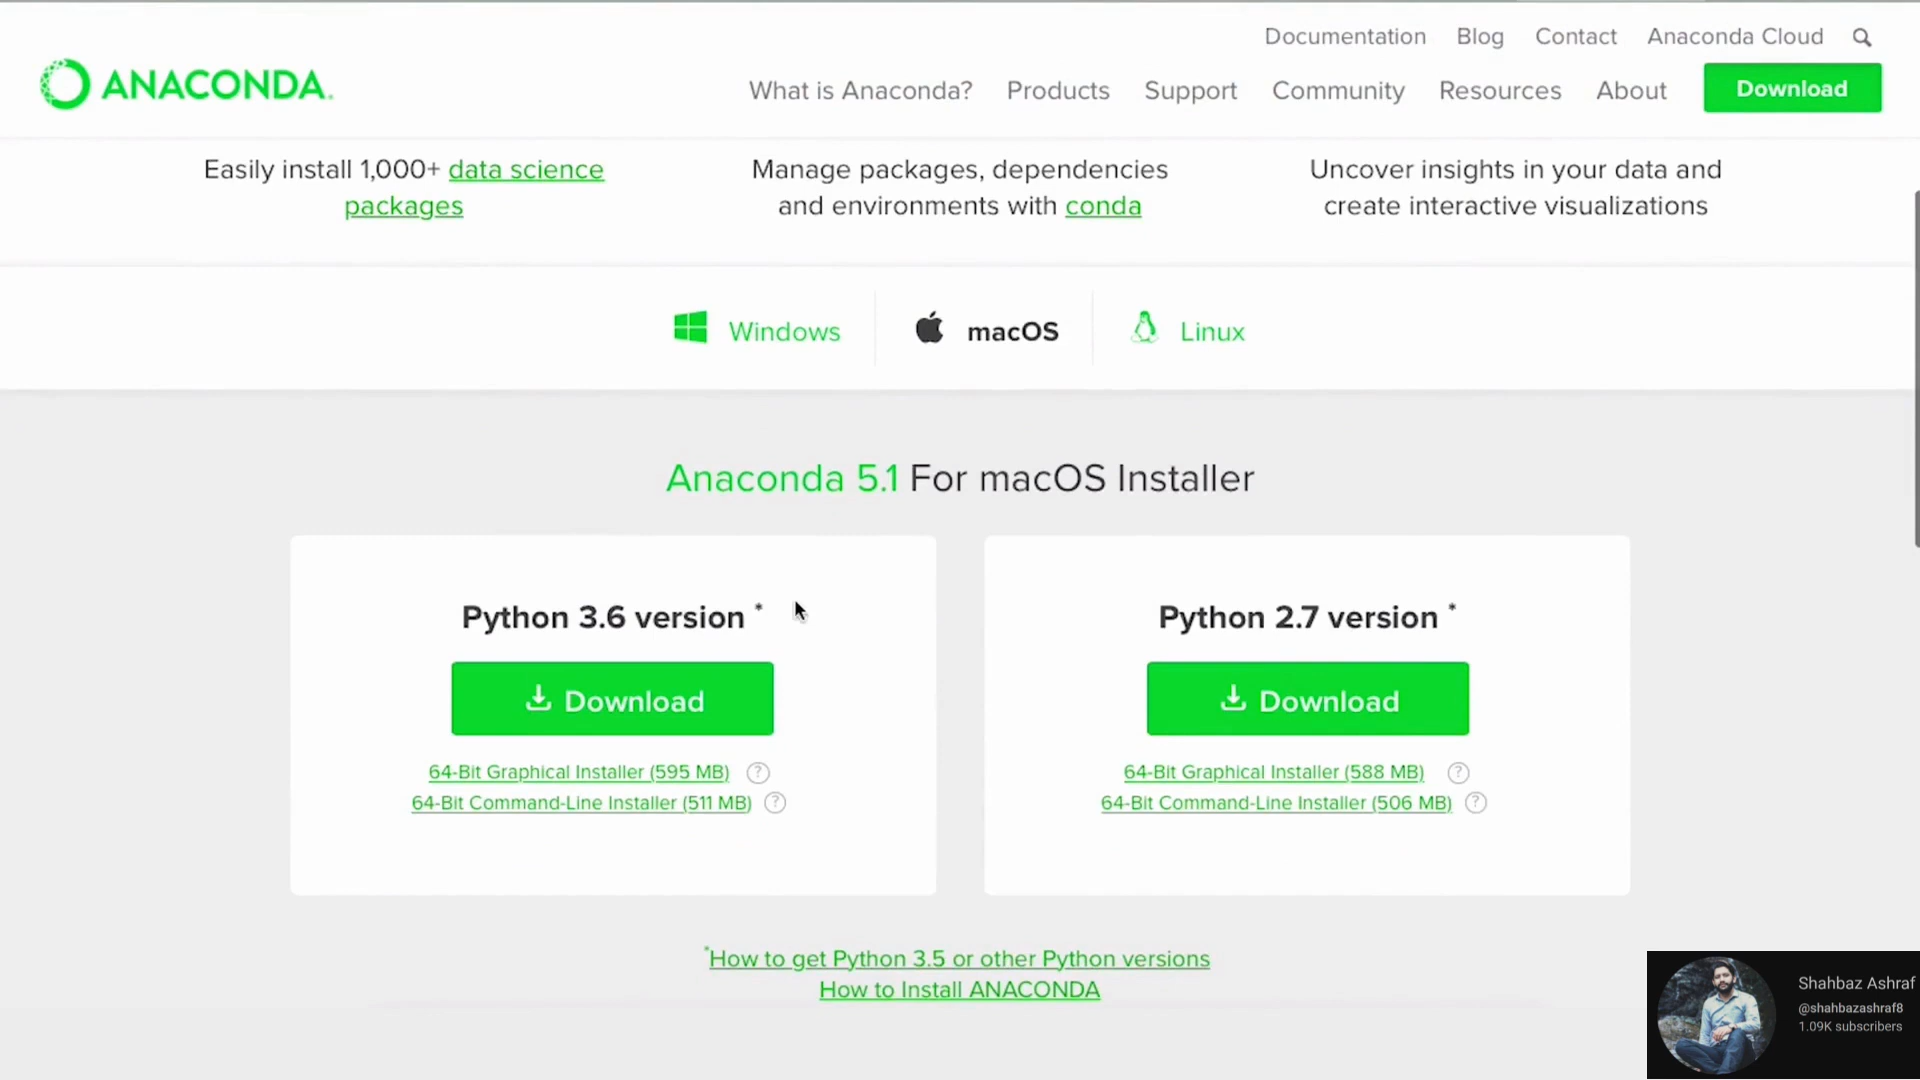 Documentation Blog Contact Anaconda Cloud
ANACONDA.
What is Anaconda? Products Support Community Resources About Download
Easily install 1,000+ data science
packages
Manage packages, dependencies
and environments with conda
Uncover insights in your data and
create interactive visualizations
Windows macOS Linux
Anaconda 5.1 For macOS Installer
Python 3.6 version *
Download
64-Bit Graphical Installer (595 MB) ?
64-Bit Command-Line Installer (511 MB) ?
Python 2.7 version *
Download
64-Bit Graphical Installer (588 MB) ?
64-Bit Command-Line Installer (506 MB) ?
*How to get Python 3.5 or other Python versions
How to Install ANACONDA
Shahbaz Ashraf
@shahbazashraf8
1.09K subscribers